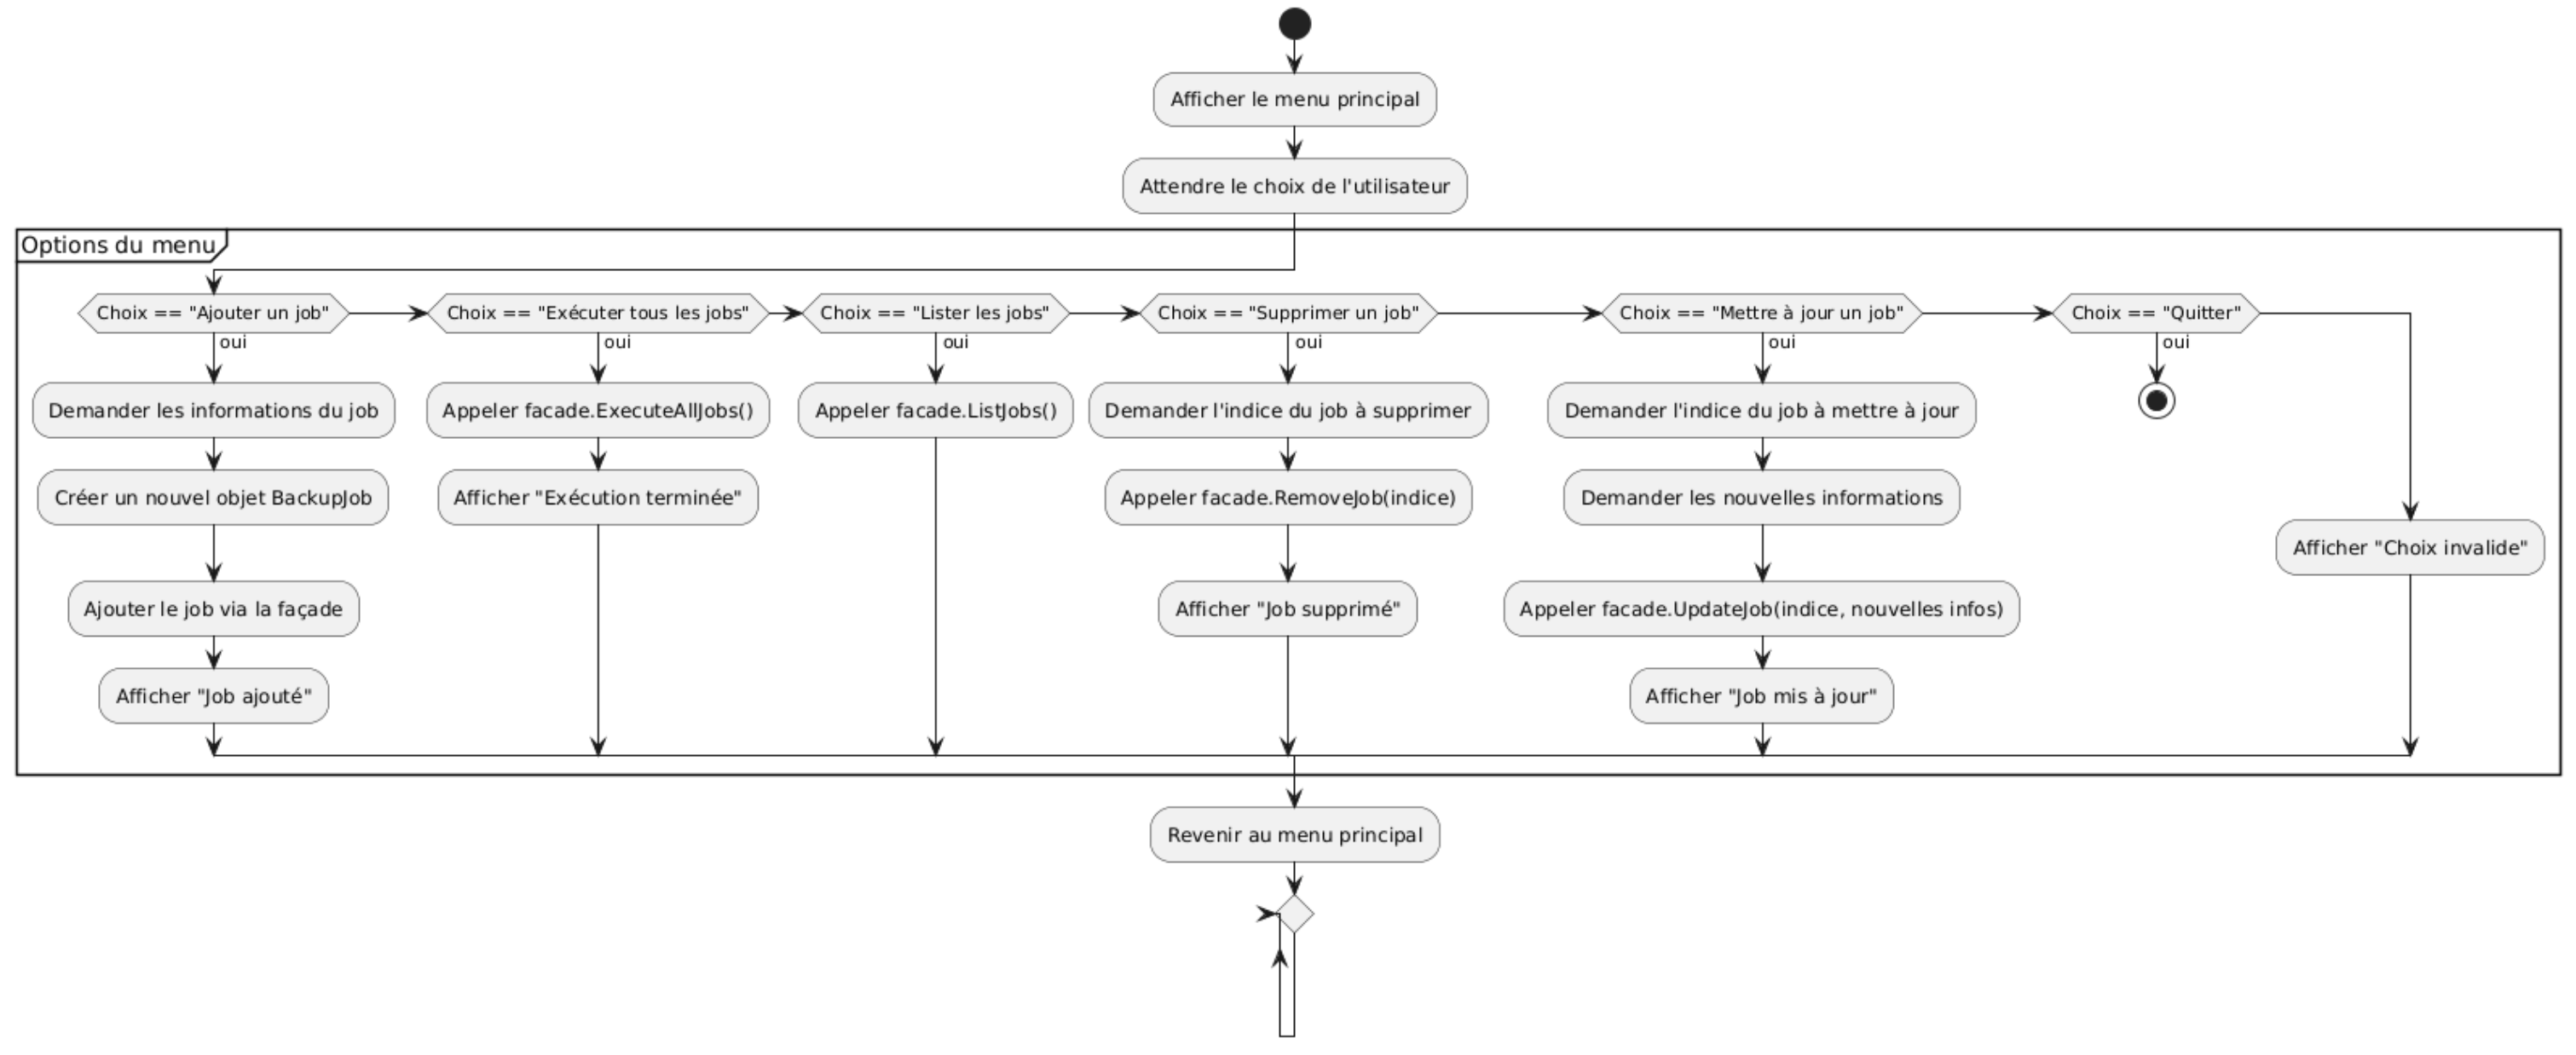 Afficher le menu principal
Attendre le choix de l'utilisateur
Options du menu
Choix == "Ajouter un job"
Choix == "Exécuter tous les jobs"
Choix == "Lister les jobs"
Choix == "Supprimer un job"
Choix == "Mettre à jour un job"
Choix == "Quitter"
oui
oui
oui
oui
oui
oui
Demander les informations du job
Appeler facade.ExecuteAllJobs()
Appeler facade.ListJobs()
Demander l'indice du job à supprimer
Demander l'indice du job à mettre à jour
Créer un nouvel objet BackupJob
Afficher "Exécution terminée"
Appeler facade.RemoveJob(indice)
Demander les nouvelles informations
Afficher "Choix invalide"
Ajouter le job via la façade
Afficher "Job supprimé"
Appeler facade.UpdateJob(indice, nouvelles infos)
Afficher "Job ajouté"
Afficher "Job mis à jour"
Revenir au menu principal